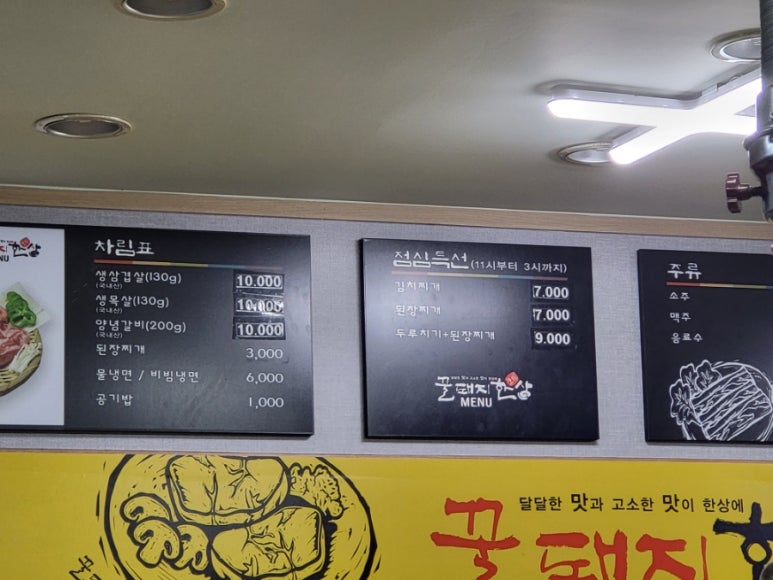 한상
NU
차림표
생삼겹살(130g) 10.000
(국내산)
생목살(130g) 10.000
(국내산)
양념갈비(200g) 10.000
(국내산)
된장찌개 3,000
물냉면 / 비빔냉면 6,000
공기밥 1,000
점심특선(11시부터 3시까지)
김치찌개 7.000
된장찌개 7.000
두루치기+된장찌개 9.000
꿀돼지한상
MENU
주류
소주
맥주
음료수
달달한 맛과 고소한 맛이 한상에
꿀돼지한